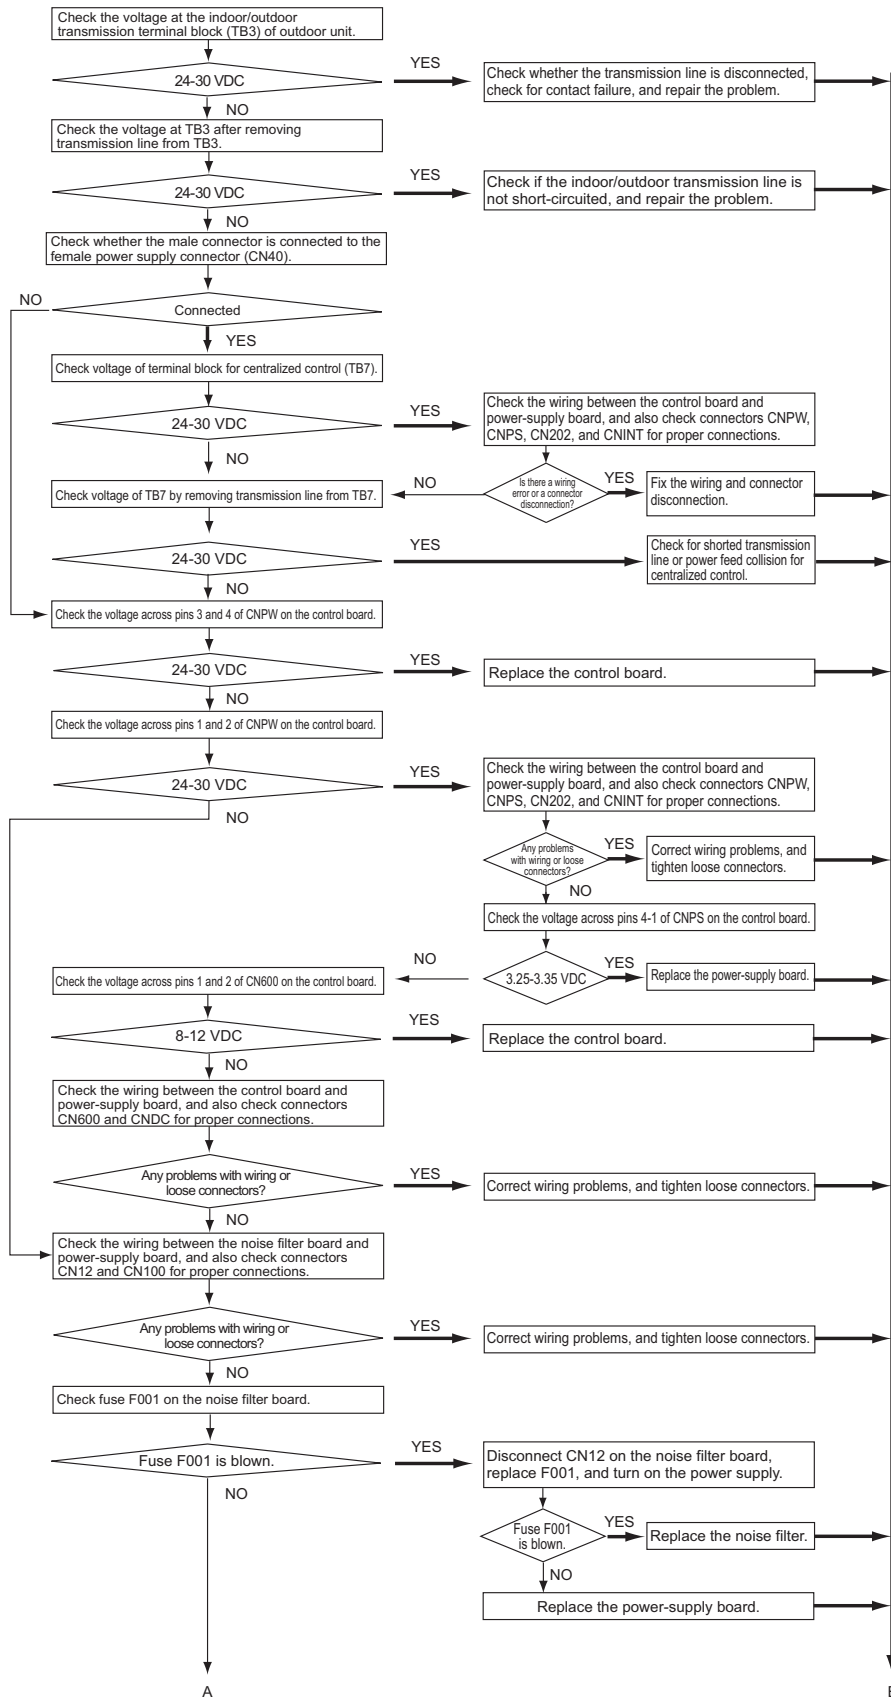 Check the voltage at the indoor/outdoor
transmission terminal block (TB3) of outdoor unit.
24-30 VDC
YES
Check whether the transmission line is disconnected,
check for contact failure, and repair the problem.
NO
Check the voltage at TB3 after removing
transmission line from TB3.
24-30 VDC
YES
Check if the indoor/outdoor transmission line is
not short-circuited, and repair the problem.
NO
Check whether the male connector is connected to the
female power supply connector (CN40).
NO
Connected
YES
Check voltage of terminal block for centralized control (TB7).
24-30 VDC
YES
Check the wiring between the control board and
power-supply board, and also check connectors CNPW,
CNPS, CN202, and CNINT for proper connections.
NO
Is there a wiring
error or a connector
disconnection?
YES
Fix the wiring and connector
disconnection.
NO
Check voltage of TB7 by removing transmission line from TB7.
24-30 VDC
YES
Check for shorted transmission
line or power feed collision for
centralized control.
NO
Check the voltage across pins 3 and 4 of CNPW on the control board.
24-30 VDC
YES
Replace the control board.
NO
Check the voltage across pins 1 and 2 of CNPW on the control board.
24-30 VDC
YES
Check the wiring between the control board and
power-supply board, and also check connectors CNPW,
CNPS, CN202, and CNINT for proper connections.
NO
Any problems
with wiring or loose
connectors?
YES
Correct wiring problems, and
tighten loose connectors.
NO
Check the voltage across pins 4-1 of CNPS on the control board.
3.25-3.35 VDC
YES
Replace the power-supply board.
NO
Check the voltage across pins 1 and 2 of CN600 on the control board.
8-12 VDC
YES
Replace the control board.
NO
Check the wiring between the control board and
power-supply board, and also check connectors
CN600 and CNDC for proper connections.
Any problems with wiring or
loose connectors?
YES
Correct wiring problems, and tighten loose connectors.
NO
Check the wiring between the noise filter board and
power-supply board, and also check connectors
CN12 and CN100 for proper connections.
Any problems with wiring or
loose connectors?
YES
Correct wiring problems, and tighten loose connectors.
NO
Check fuse F001 on the noise filter board.
Fuse F001 is blown.
YES
Disconnect CN12 on the noise filter board,
replace F001, and turn on the power supply.
NO
Fuse F001
is blown.
YES
Replace the noise filter.
NO
Replace the power-supply board.
A